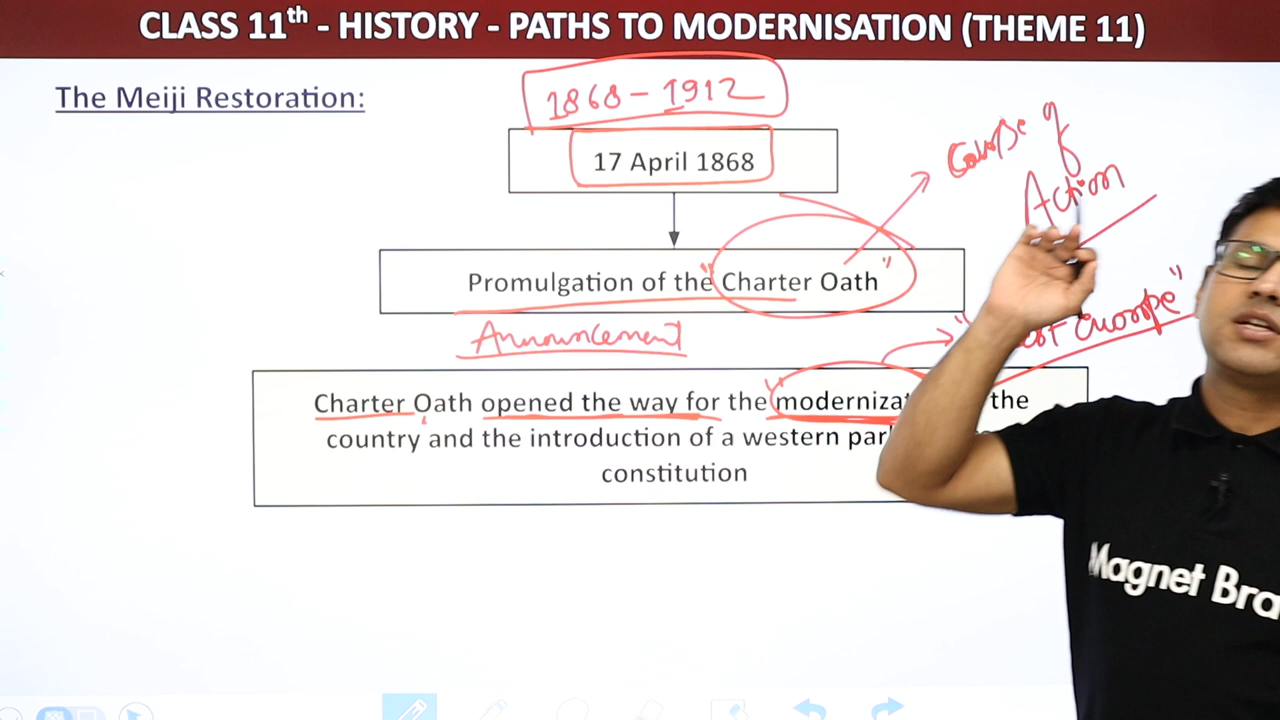 CLASS 11th - HISTORY - PATHS TO MODERNISATION (THEME 11)
The Meiji Restoration:
1868-1912
17 April 1868
Course of
Action
Promulgation of the "Charter Oath"
Announcement
Europe"
Charter Oath opened the way for the "moderniza the
country and the introduction of a western
constitution
Magnet Bra